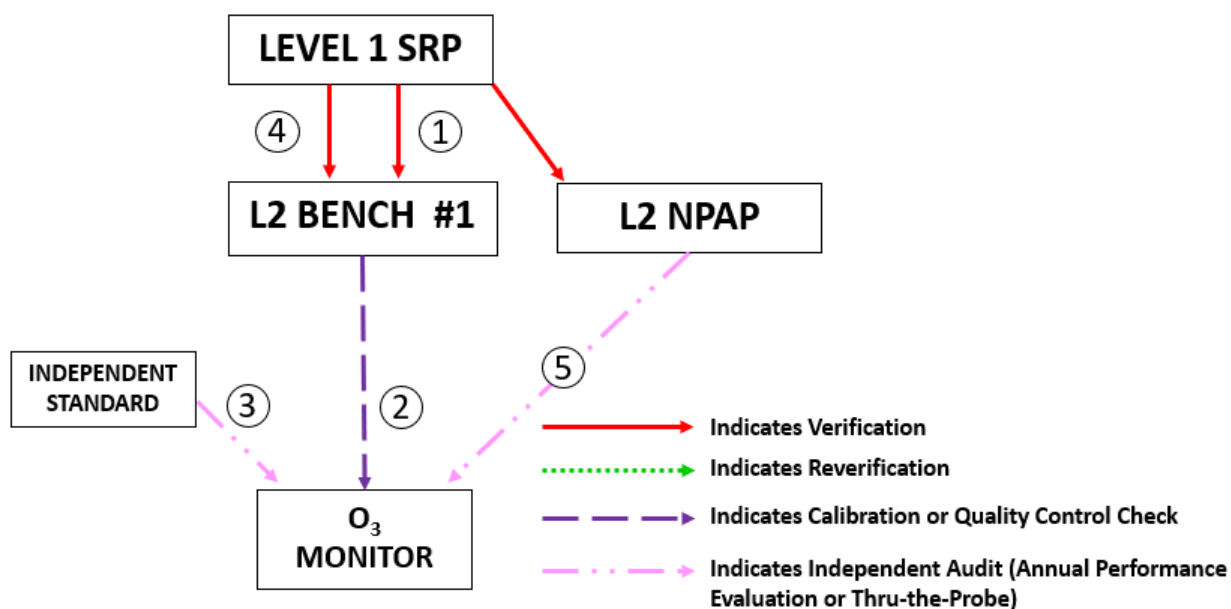 LEVEL 1 SRP
④ ①
L2 BENCH #1
L2 NPAP
INDEPENDENT
STANDARD
③
②
⑤
O₃
MONITOR
Indicates Verification
Indicates Reverification
Indicates Calibration or Quality Control Check
Indicates Independent Audit (Annual Performance
Evaluation or Thru-the-Probe)